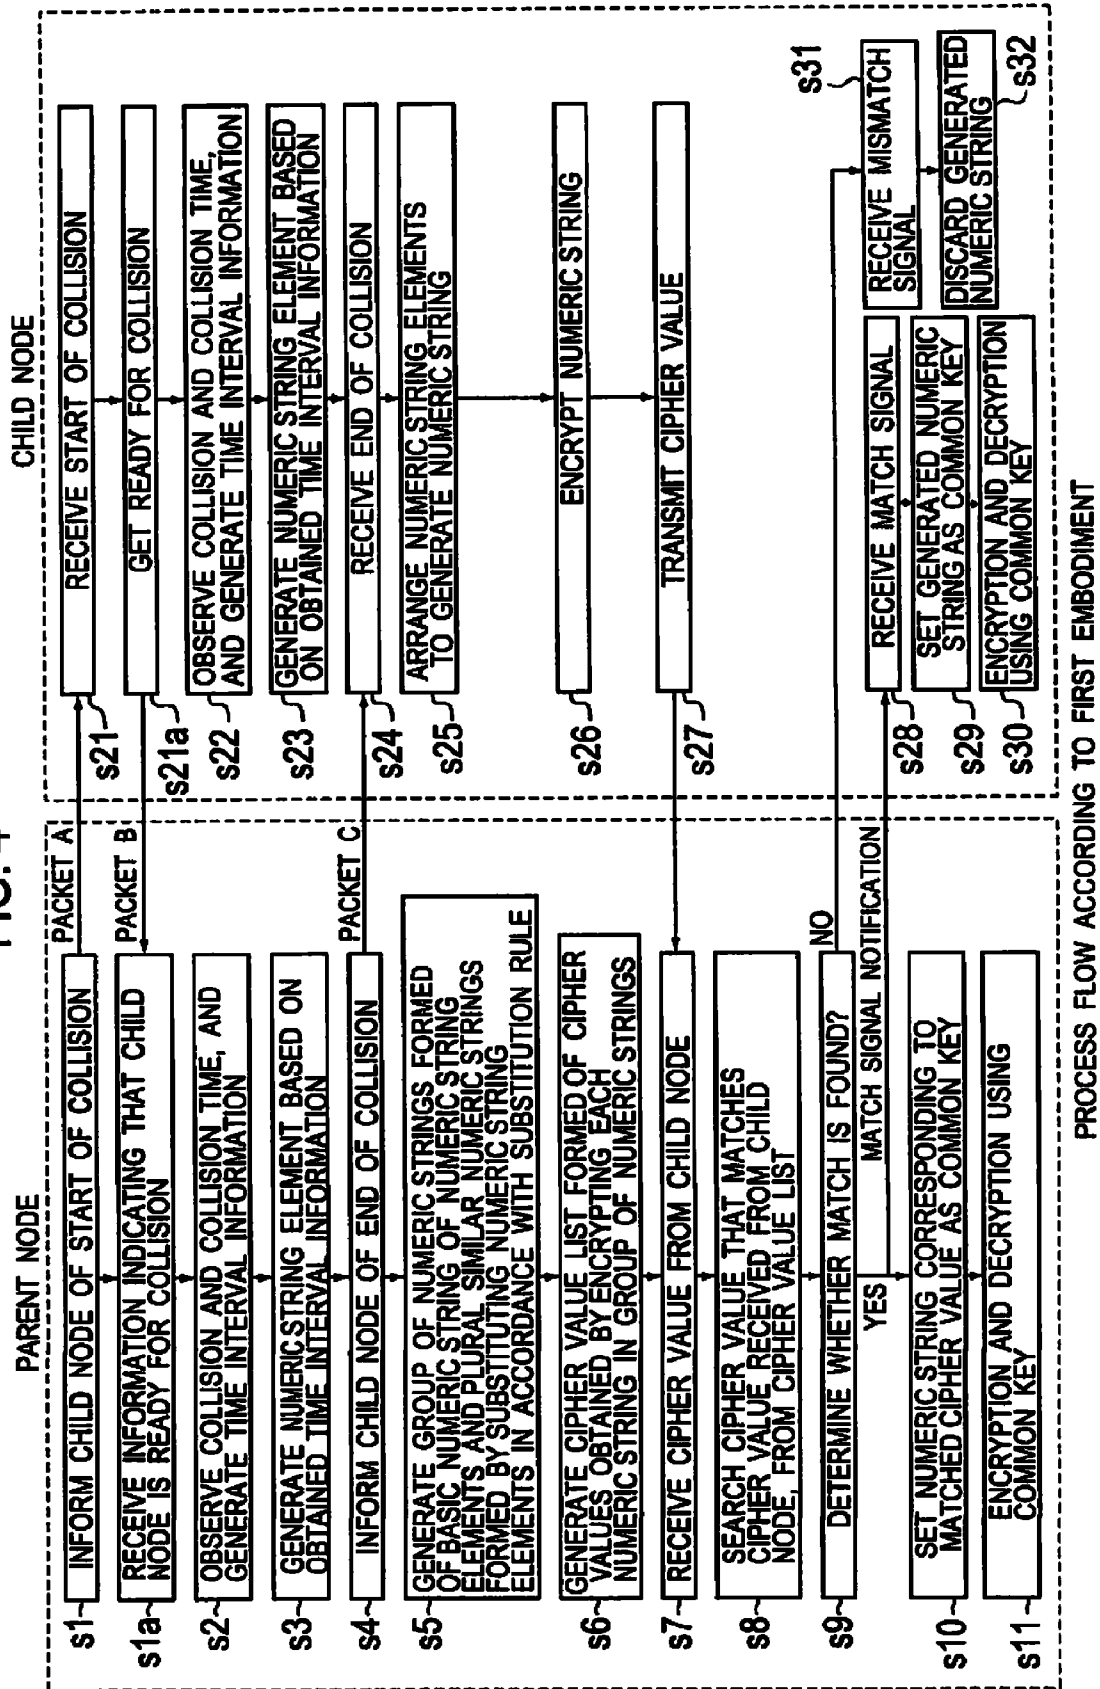 FIG. 4
PARENT NODE
s1
INFORM CHILD NODE OF START OF COLLISION
PACKET A
s1a
RECEIVE INFORMATION INDICATING THAT CHILD
NODE IS READY FOR COLLISION
PACKET B
s2
OBSERVE COLLISION AND COLLISION TIME, AND
GENERATE TIME INTERVAL INFORMATION
s3
GENERATE NUMERIC STRING ELEMENT BASED ON
OBTAINED TIME INTERVAL INFORMATION
s4
INFORM CHILD NODE OF END OF COLLISION
PACKET C
s5
GENERATE GROUP OF NUMERIC STRINGS FORMED
OF BASIC NUMERIC STRING OF NUMERIC STRING
ELEMENTS AND PLURAL SIMILAR NUMERIC STRINGS
FORMED BY SUBSTITUTING NUMERIC STRING
ELEMENTS IN ACCORDANCE WITH SUBSTITUTION RULE
s6
GENERATE CIPHER VALUE LIST FORMED OF CIPHER
VALUES OBTAINED BY ENCRYPTING EACH
NUMERIC STRING IN GROUP OF NUMERIC STRINGS
s7
RECEIVE CIPHER VALUE FROM CHILD NODE
s8
SEARCH CIPHER VALUE THAT MATCHES
CIPHER VALUE RECEIVED FROM CHILD
NODE, FROM CIPHER VALUE LIST
s9
DETERMINE WHETHER MATCH IS FOUND?
NO
YES
MATCH SIGNAL NOTIFICATION
s10
SET NUMERIC STRING CORRESPONDING TO
MATCHED CIPHER VALUE AS COMMON KEY
s11
ENCRYPTION AND DECRYPTION USING
COMMON KEY
CHILD NODE
s21
RECEIVE START OF COLLISION
s21a
GET READY FOR COLLISION
s22
OBSERVE COLLISION AND COLLISION TIME,
AND GENERATE TIME INTERVAL INFORMATION
s23
GENERATE NUMERIC STRING ELEMENT BASED
ON OBTAINED TIME INTERVAL INFORMATION
s24
RECEIVE END OF COLLISION
s25
ARRANGE NUMERIC STRING ELEMENTS
TO GENERATE NUMERIC STRING
s26
ENCRYPT NUMERIC STRING
s27
TRANSMIT CIPHER VALUE
s28
RECEIVE MATCH SIGNAL
s29
SET GENERATED NUMERIC
STRING AS COMMON KEY
s30
ENCRYPTION AND DECRYPTION
USING COMMON KEY
s31
RECEIVE MISMATCH
SIGNAL
s32
DISCARD GENERATED
NUMERIC STRING
PROCESS FLOW ACCORDING TO FIRST EMBODIMENT